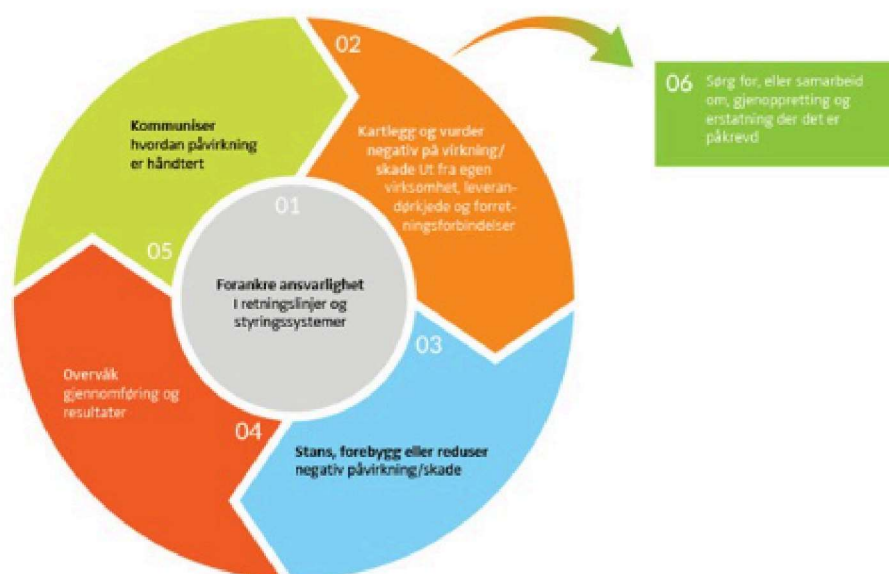 01
Forankre ansvarlighet
I retningslinjer og
styringssystemer
02
Kartlegg og vurder
negativ på virkning/
skade Ut fra egen
virksomhet, leveran-
dørkjede og forret-
ningsforbindelser
03
Stans, forebygg eller reduser
negativ påvirkning/skade
04
Overvåk
gjennomføring og
resultater
05
Kommuniser
hvordan påvirkning
er håndtert
06 Sørg for, eller samarbeid
om, gjenoppretting og
erstatning der det er
påkrevd